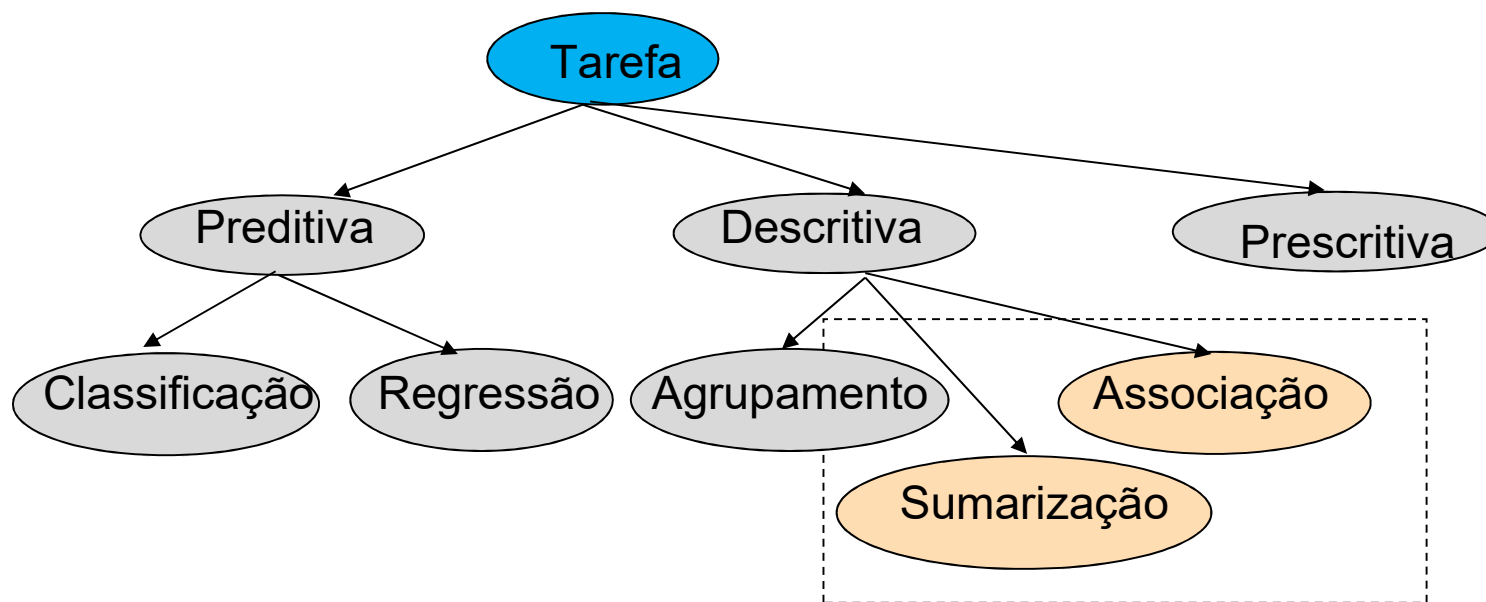 Tarefa
Preditiva
Descritiva
Prescritiva
Classificação
Regressão
Agrupamento
Associação
Sumarização